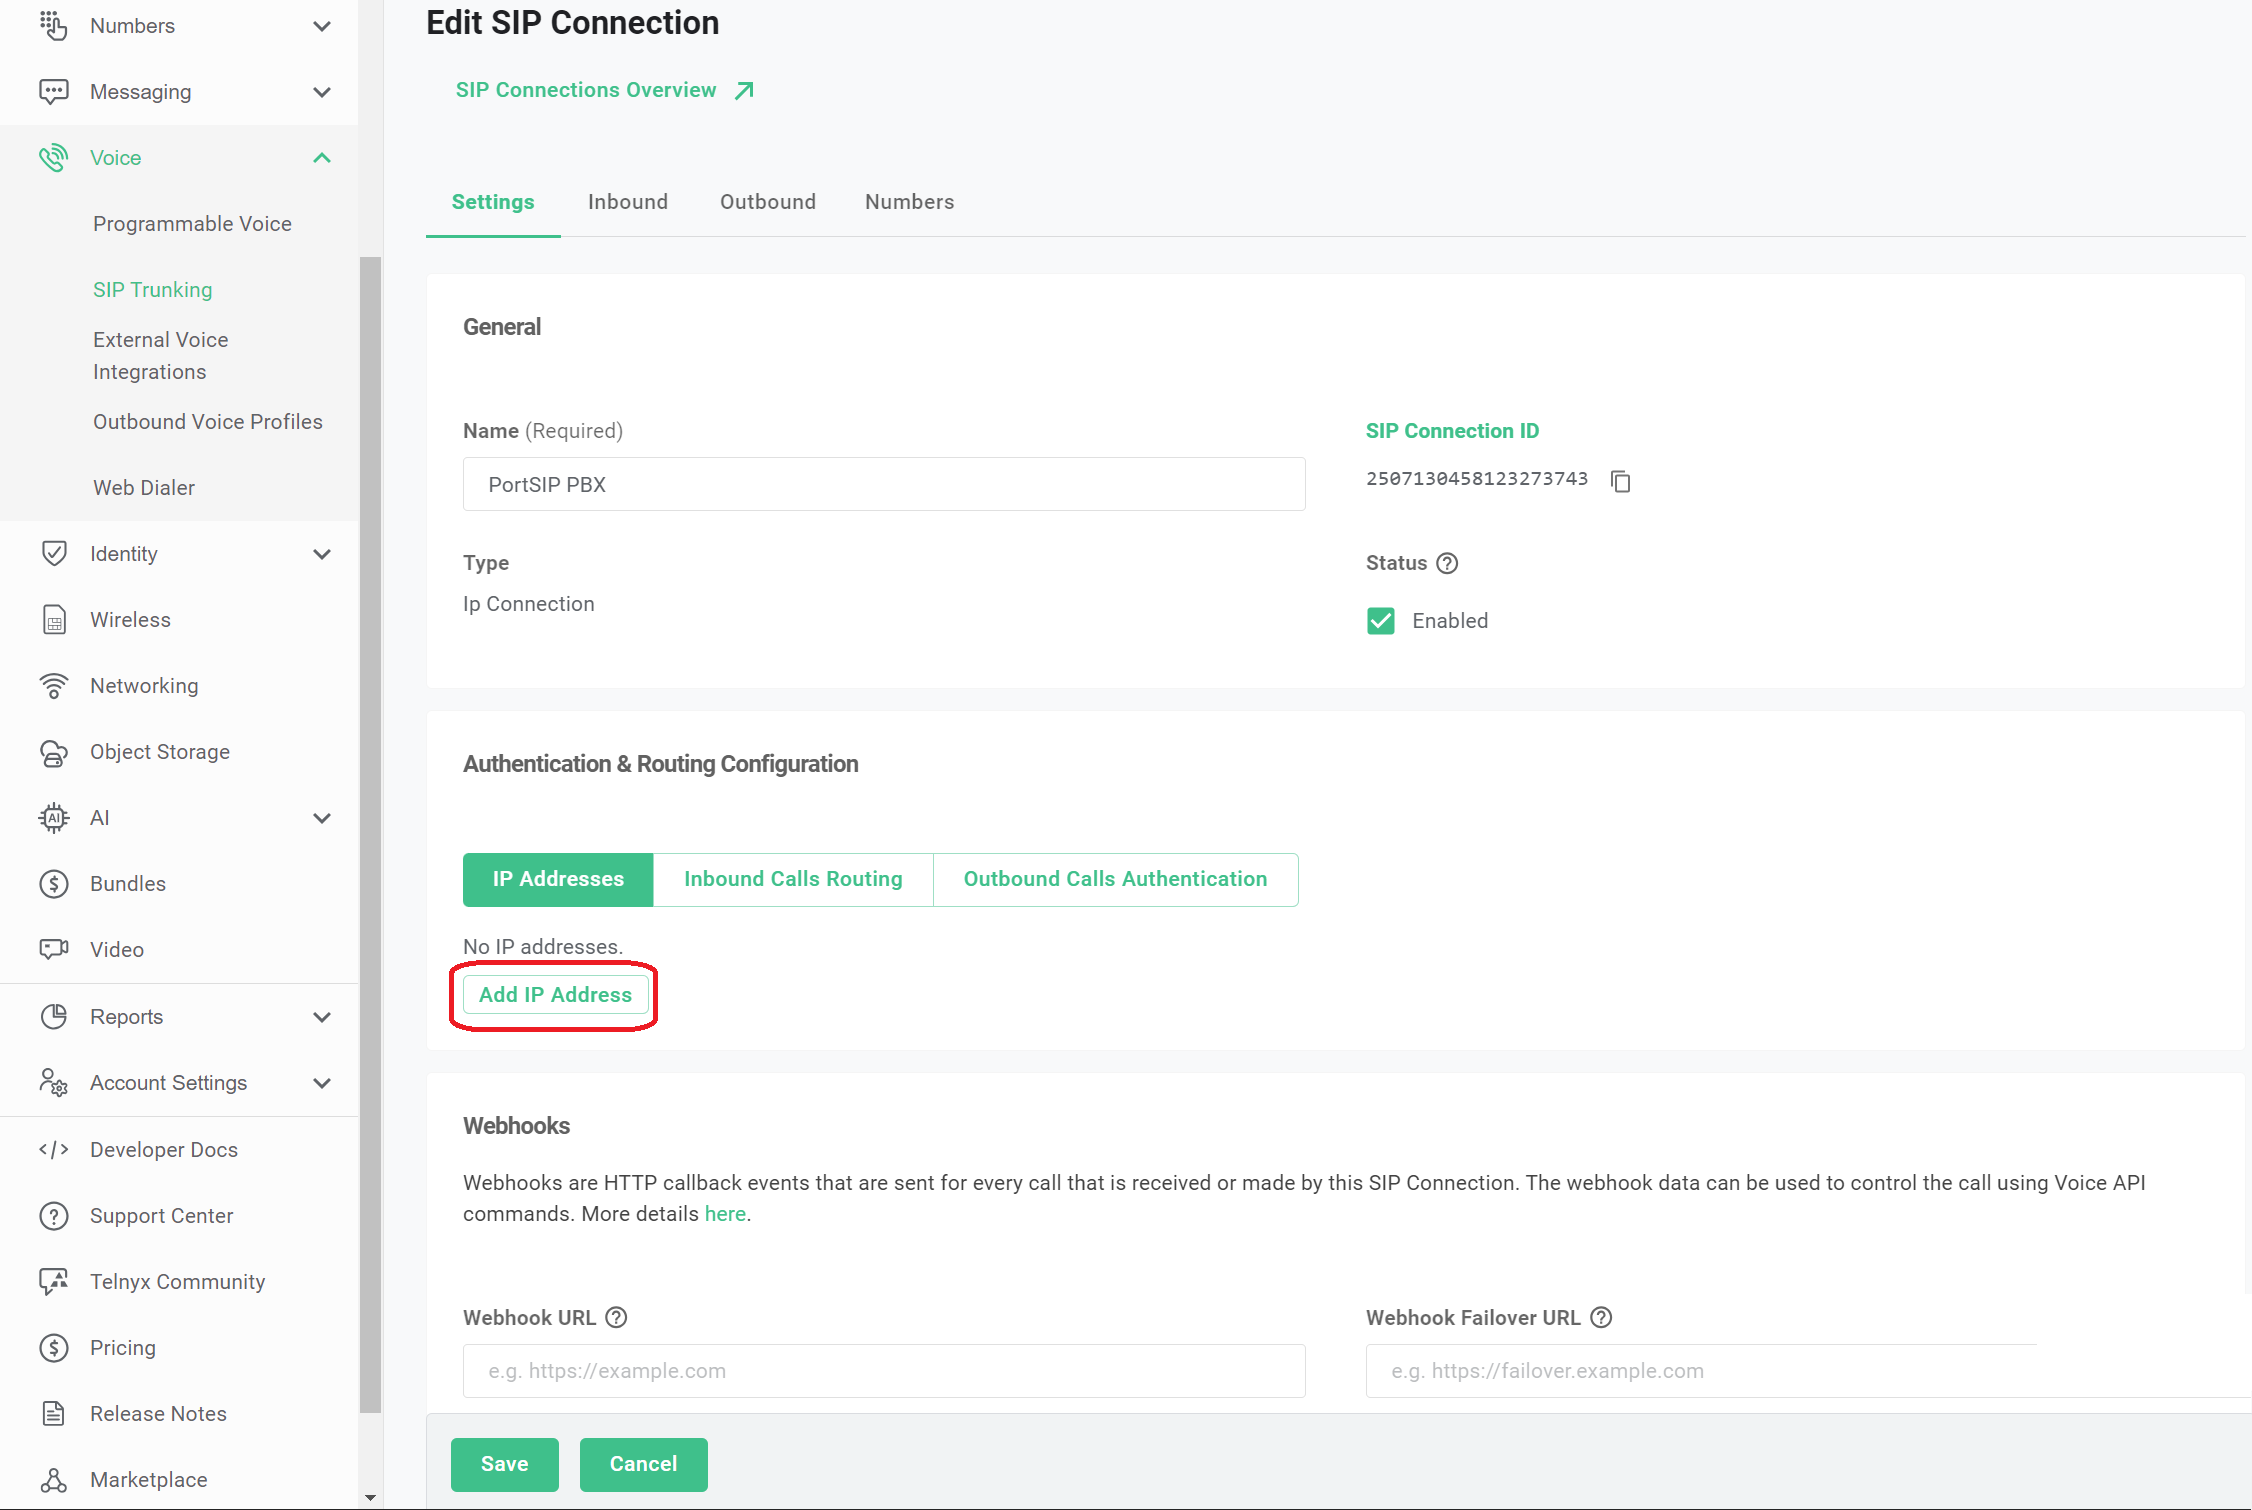 Numbers
Messaging
Voice
Programmable Voice
SIP Trunking
External Voice
Integrations
Outbound Voice Profiles
Web Dialer
Identity
Wireless
Networking
Object Storage
AI
AI
Bundles
Video
Reports
Account Settings
Developer Docs
Support Center
Telnyx Community
Pricing
Release Notes
Marketplace
Edit SIP Connection
SIP Connections Overview
Settings Inbound Outbound Numbers
General
Name (Required)
PortSIP PBX
SIP Connection ID
2507130458123273743
Type
Ip Connection
Status
Enabled
Authentication & Routing Configuration
IP Addresses Inbound Calls Routing Outbound Calls Authentication
No IP addresses.
Add IP Address
Webhooks
Webhooks are HTTP callback events that are sent for every call that is received or made by this SIP Connection. The webhook data can be used to control the call using Voice API
commands. More details here.
Webhook URL
e.g. https://example.com
Webhook Failover URL
e.g. https://failover.example.com
Save Cancel